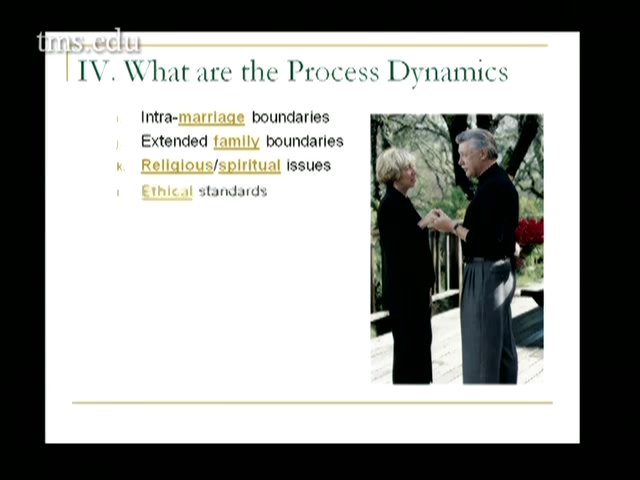 tms.edu
IV. What are the Process Dynamics
i. Intra-marriage boundaries
j. Extended family boundaries
k. Religious/spiritual issues
l. Ethical standards